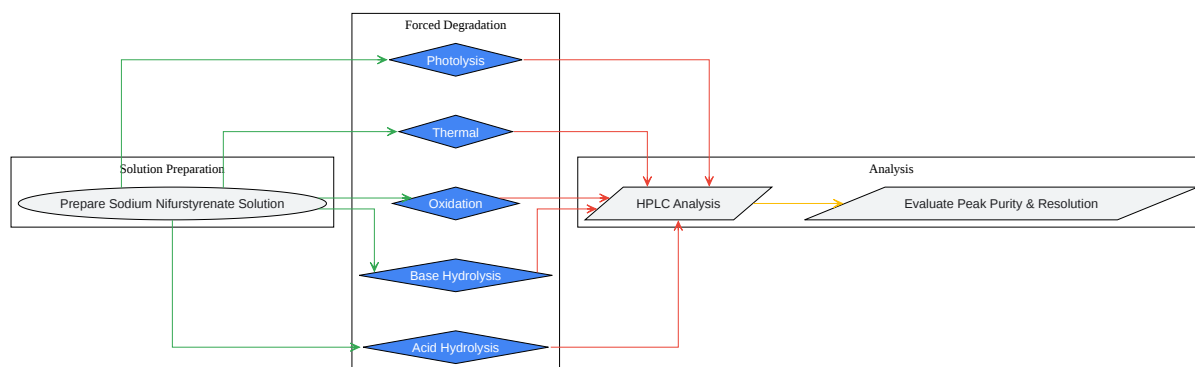 Forced Degradation
Photolysis
Thermal
Solution Preparation
Prepare Sodium Nifurstyrenate Solution
Oxidation
Base Hydrolysis
Acid Hydrolysis
Analysis
HPLC Analysis
Evaluate Peak Purity & Resolution